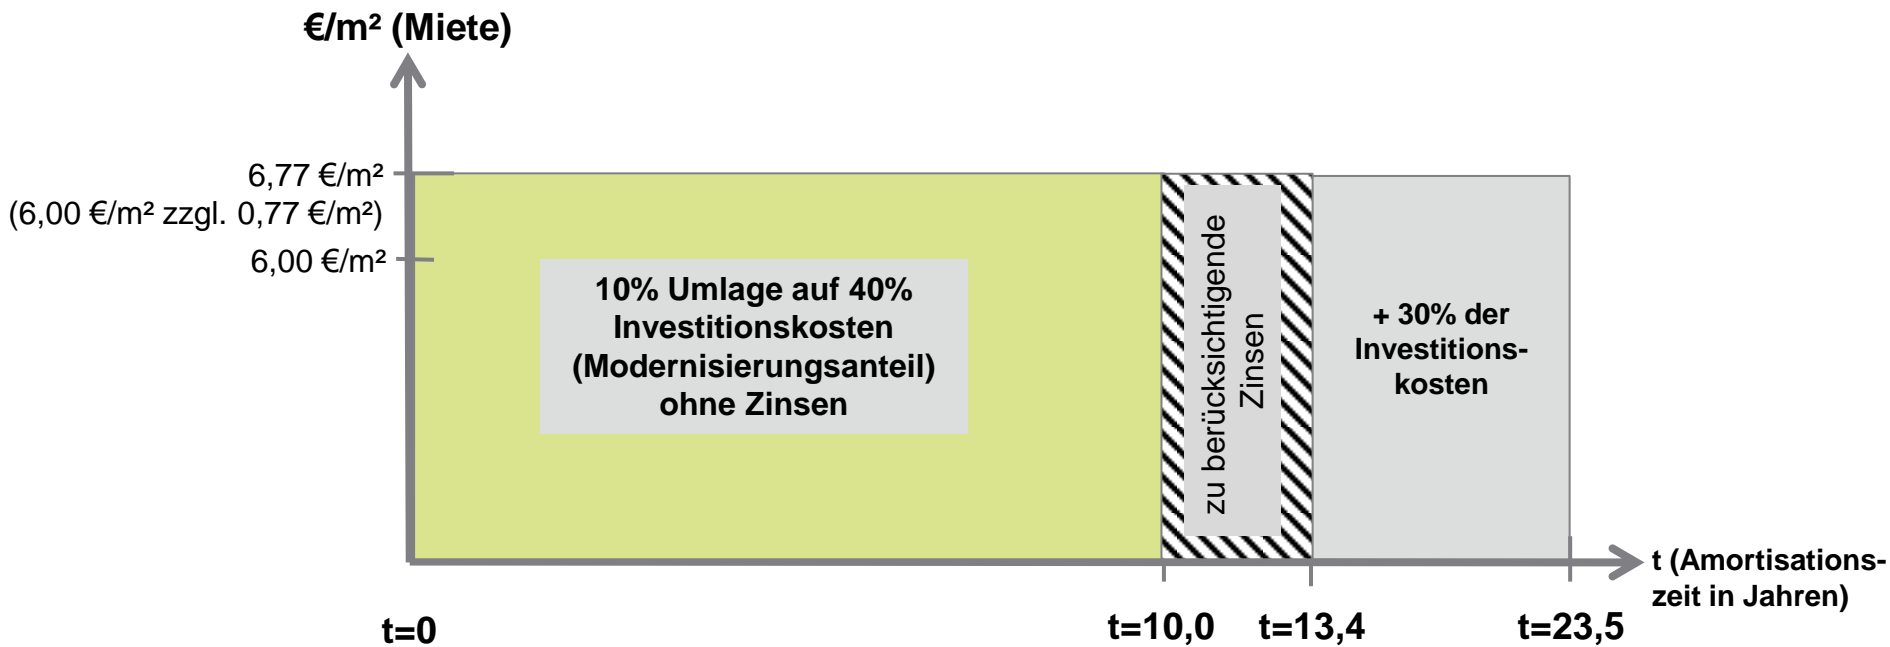 €/m² (Miete)
6,77 €/m²
(6,00 €/m² zzgl. 0,77 €/m²)
6,00 €/m²
10% Umlage auf 40%
Investitionskosten
(Modernisierungsanteil)
ohne Zinsen
zu berücksichtigende
Zinsen
+ 30% der
Investitions-
kosten
t (Amortisations-
zeit in Jahren)
t=0
t=10,0
t=13,4
t=23,5